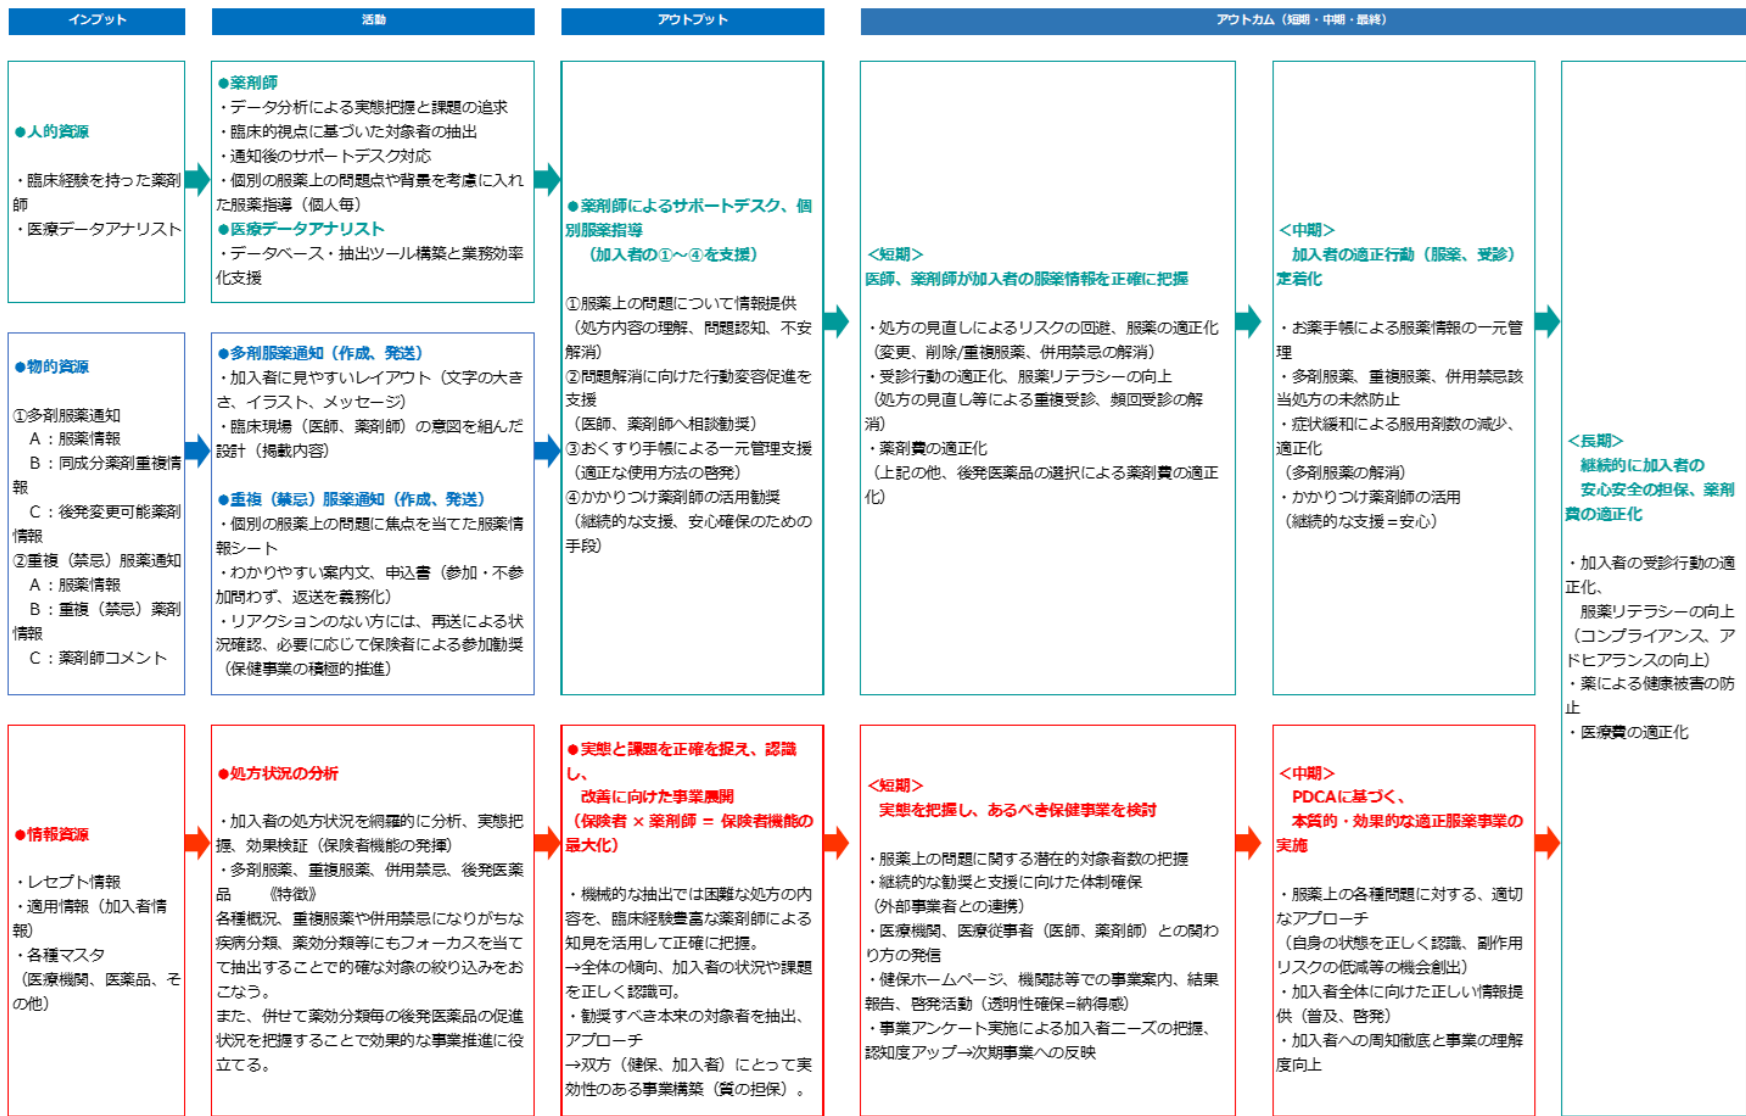 インプット
活動
アウトプット
アウトカム（短期・中期・最終）
●人的資源
・臨床経験を持った薬剤
師
・医療データアナリスト
●薬剤師
・データ分析による実態把握と課題の追求
・臨床的視点に基づいた対象者の抽出
・通知後のサポートデスク対応
・個別の服薬上の問題点や背景を考慮に入れ
た服薬指導（個人毎）
●医療データアナリスト
・データベース・抽出ツール構築と業務効率
化支援
●物的資源
①多剤服薬通知
A：服薬情報
B：同成分薬剤重複情
報
C：後発変更可能薬剤
情報
②重複（禁忌）服薬通知
A：服薬情報
B：重複（禁忌）薬剤
情報
C：薬剤師コメント
●多剤服薬通知（作成、発送）
・加入者に見やすいレイアウト（文字の大き
さ、イラスト、メッセージ）
・臨床現場（医師、薬剤師）の意図を組んだ
設計（掲載内容）
●重複（禁忌）服薬通知（作成、発送）
・個別の服薬上の問題に焦点を当てた服薬情
報シート
・わかりやすい案内文、申込書（参加・不参
加問わず、返送を義務化）
・リアクションのない方には、再送による状
況確認、必要に応じて保険者による参加勧奨
（保健事業の積極的推進）
●薬剤師によるサポートデスク、個
別服薬指導
（加入者の①～④を支援）
①服薬上の問題について情報提供
（処方内容の理解、問題認知、不安
解消）
②問題解消に向けた行動変容促進を
支援
（医師、薬剤師へ相談勧奨）
③おくすり手帳による一元管理支援
（適正な使用方法の啓発）
④かかりつけ薬剤師の活用勧奨
（継続的な支援、安心確保のための
手段）
＜短期＞
医師、薬剤師が加入者の服薬情報を正確に把握
・処方の見直しによるリスクの回避、服薬の適正化
（変更、削除/重複服薬、併用禁忌の解消）
・受診行動の適正化、服薬リテラシーの向上
（処方の見直し等による重複受診、頻回受診の解
消）
・薬剤費の適正化
（上記の他、後発医薬品の選択による薬剤費の適正
化）
＜中期＞
加入者の適正行動（服薬、受診）
定着化
・お薬手帳による服薬情報の一元管
理
・多剤服薬、重複服薬、併用禁忌該
当処方の未然防止
・症状緩和による服用剤数の減少、
適正化
（多剤服薬の解消）
・かかりつけ薬剤師の活用
（継続的な支援＝安心）
＜長期＞
継続的に加入者の
安心安全の担保、薬剤
費の適正化
・加入者の受診行動の適
正化、
服薬リテラシーの向上
（コンプライアンス、ア
ドヒアランスの向上）
・薬による健康被害の防
止
・医療費の適正化
●情報資源
・レセプト情報
・適用情報（加入者情
報）
・各種マスタ
（医療機関、医薬品、そ
の他）
●処方状況の分析
・加入者の処方状況を網羅的に分析、実態把
握、効果検証（保険者機能の発揮）
・多剤服薬、重複服薬、併用禁忌、後発医薬
品　《特徴》
各種概況、重複服薬や併用禁忌になりがちな
疾病分類、薬効分類等にもフォーカスを当て
て抽出することで的確な対象の絞り込みをお
こなう。
また、併せて薬効分類毎の後発医薬品の促進
状況を把握することで効果的な事業推進に役
立てる。
●実態と課題を正確を捉え、認識
し、
改善に向けた事業展開
（保険者 × 薬剤師 = 保険者機能の
最大化）
・機械的な抽出では困難な処方の内
容を、臨床経験豊富な薬剤師による
知見を活用して正確に把握。
→全体の傾向、加入者の状況や課題
を正しく認識可。
・勧奨すべき本来の対象者を抽出、
アプローチ
→双方（健保、加入者）にとって実
効性のある事業構築（質の担保）。
＜短期＞
実態を把握し、あるべき保健事業を検討
・服薬上の問題に関する潜在的対象者数の把握
・継続的な勧奨と支援に向けた体制確保
（外部事業者との連携）
・医療機関、医療従事者（医師、薬剤師）との関わ
り方の発信
・健保ホームページ、機関誌等での事業案内、結果
報告、啓発活動（透明性確保=納得感）
・事業アンケート実施による加入者ニーズの把握、
認知度アップ→次期事業への反映
＜中期＞
PDCAに基づく、
本質的・効果的な適正服薬事業の
実施
・服薬上の各種問題に対する、適切
なアプローチ
（自身の状態を正しく認識、副作用
リスクの低減等の機会創出）
・加入者全体に向けた正しい情報提
供（普及、啓発）
・加入者への周知徹底と事業の理解
度向上